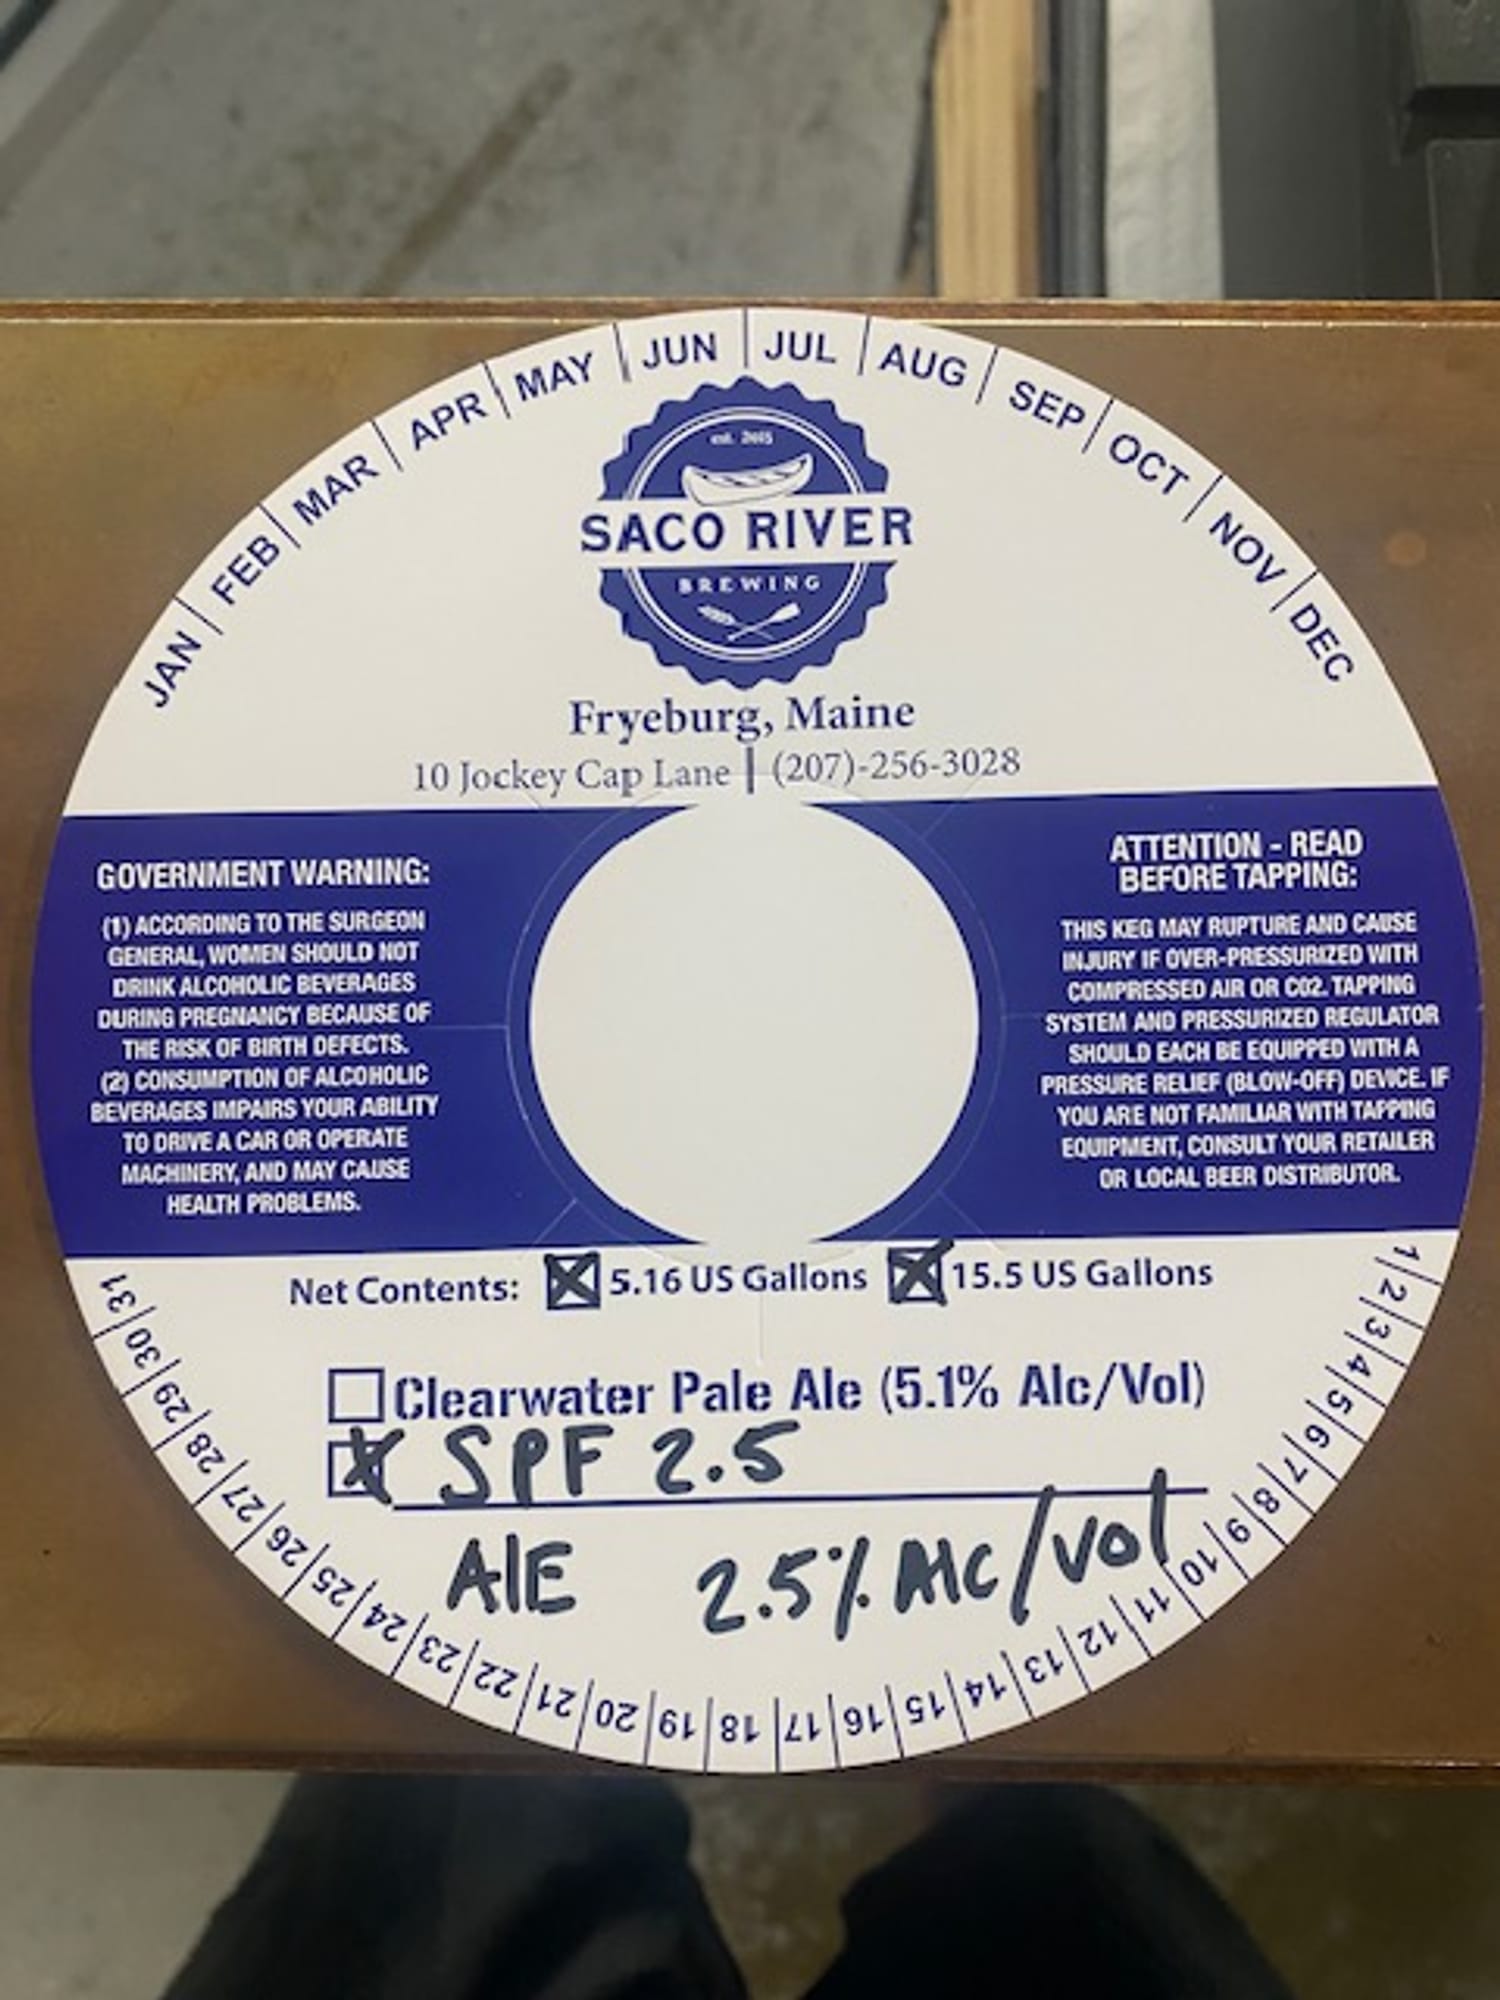 JAN FEB MAR APR MAY JUN JUL AUG SEP OCT NOV DEC
est. 2015
SACO RIVER
BREWING
Fryeburg, Maine
10 Jockey Cap Lane | (207)-256-3028
GOVERNMENT WARNING:
(1) ACCORDING TO THE SURGEON
GENERAL, WOMEN SHOULD NOT
DRINK ALCOHOLIC BEVERAGES
DURING PREGNANCY BECAUSE OF
THE RISK OF BIRTH DEFECTS.
(2) CONSUMPTION OF ALCOHOLIC
BEVERAGES IMPAIRS YOUR ABILITY
TO DRIVE A CAR OR OPERATE
MACHINERY, AND MAY CAUSE
HEALTH PROBLEMS.
ATTENTION - READ
BEFORE TAPPING:
THIS KEG MAY RUPTURE AND CAUSE
INJURY IF OVER-PRESSURIZED WITH
COMPRESSED AIR OR CO2. TAPPING
SYSTEM AND PRESSURIZED REGULATOR
SHOULD EACH BE EQUIPPED WITH A
PRESSURE RELIEF (BLOW-OFF) DEVICE. IF
YOU ARE NOT FAMILIAR WITH TAPPING
EQUIPMENT, CONSULT YOUR RETAILER
OR LOCAL BEER DISTRIBUTOR.
Net Contents: 5.16 US Gallons 15.5 US Gallons
Clearwater Pale Ale (5.1% Alc/Vol)
SPF 2.5
AlE 2.5% Alc/Vol
1 2 3 4 5 6 7 8 9 10 11 12 13 14 15 16 17 18 19 20 21 22 23 24 25 26 27 28 29 30 31